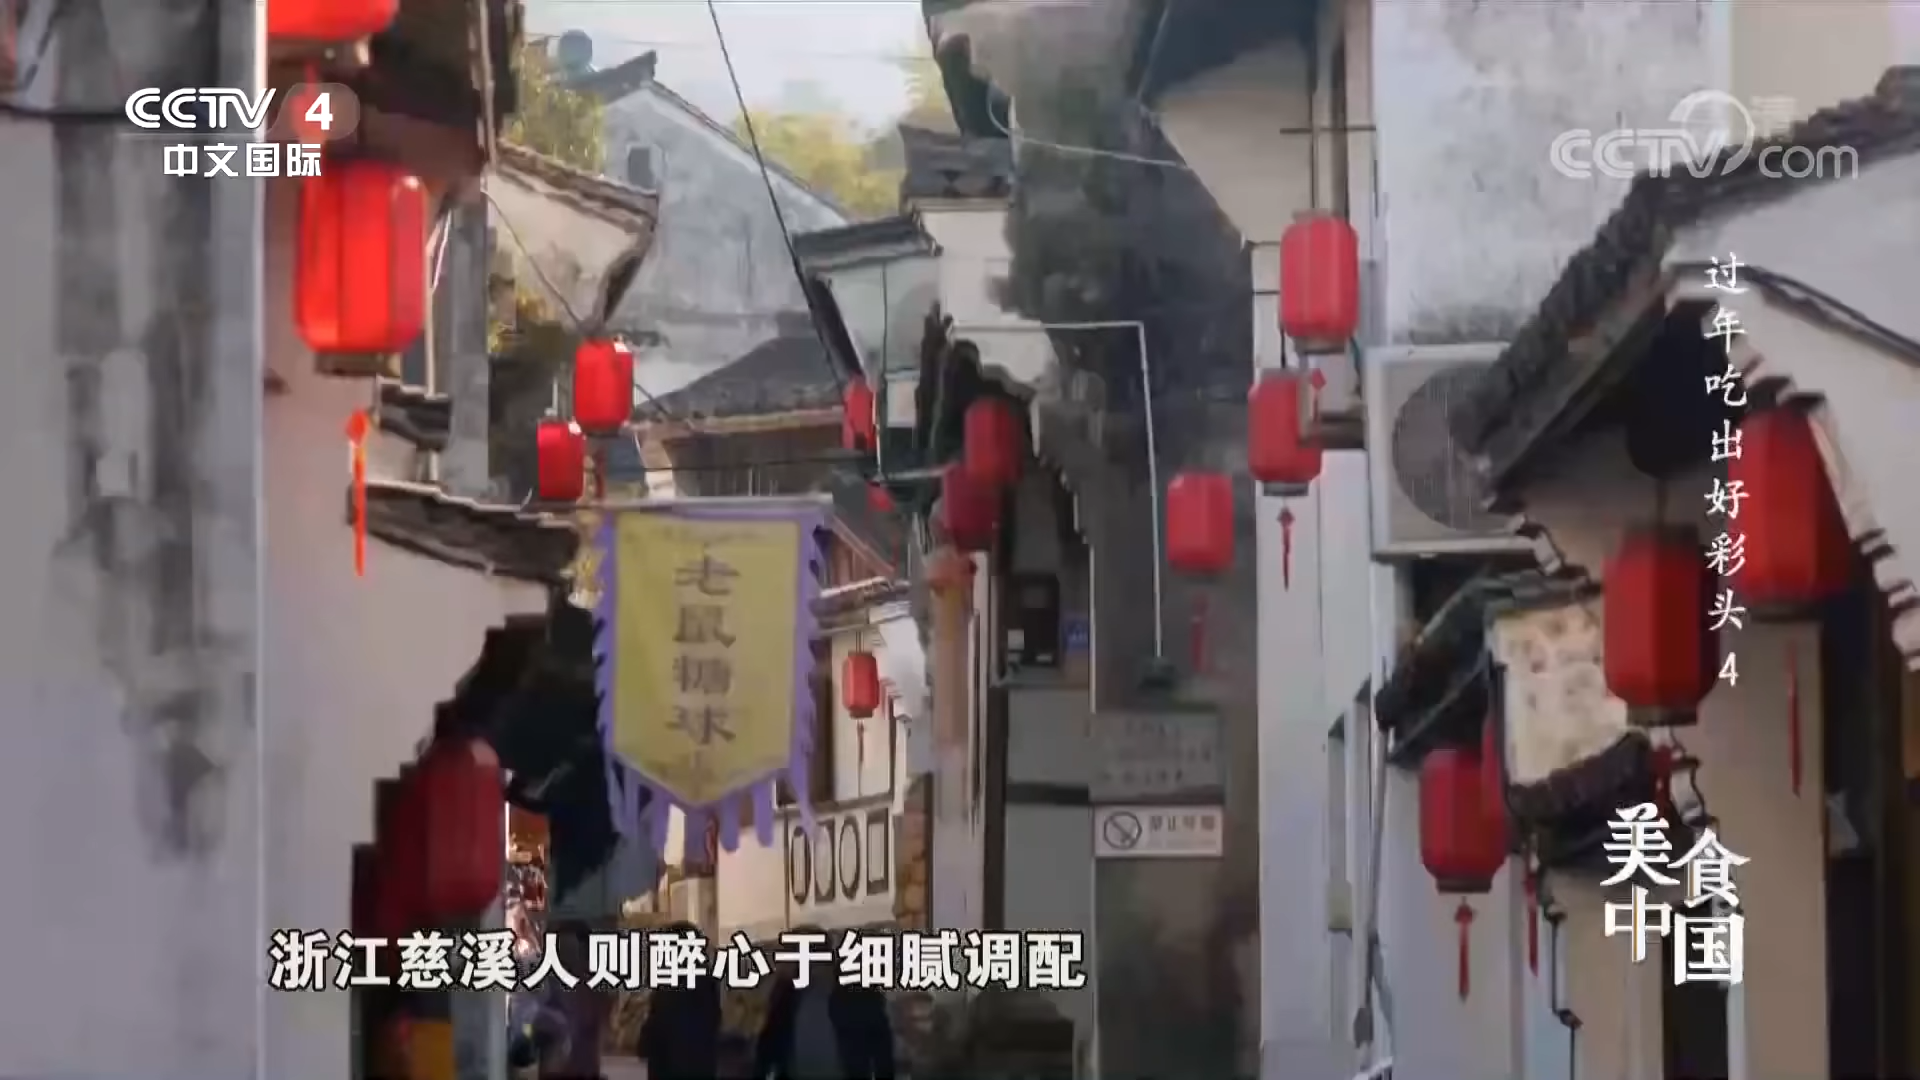 CCTV 4
中文国际
CCTV com
过年吃出好彩头 4
老鼠糖球
美食中国
浙江慈溪人则醉心于细腻调配